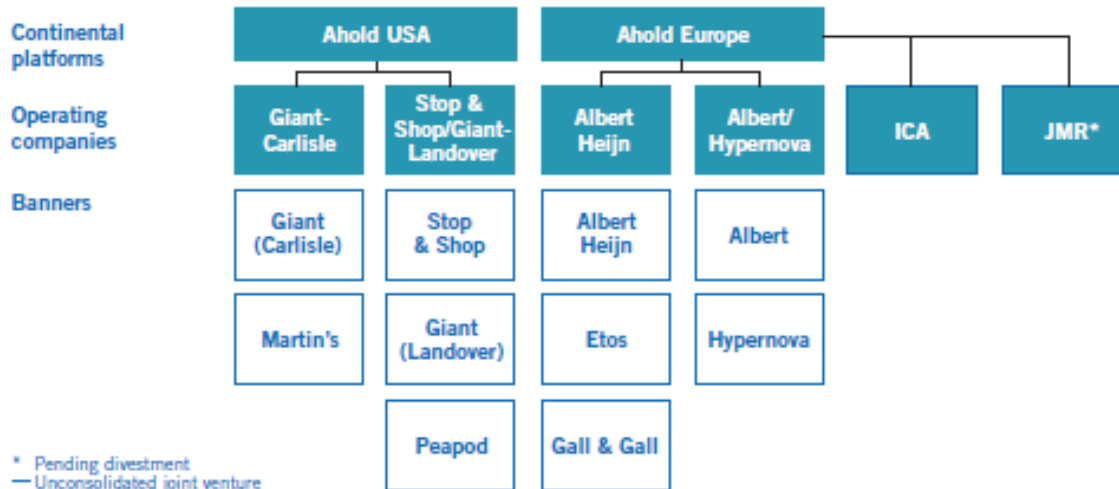 Continental
platforms
Ahold USA
Ahold Europe
Operating
companies
Giant-
Carlisle
Stop &
Shop/Giant-
Landover
Albert
Heijn
Albert/
Hypernova
ICA
JMR*
Banners
Giant
(Carlisle)
Stop
& Shop
Albert
Heijn
Albert
Martin's
Giant
(Landover)
Etos
Hypernova
Peapod
Gall & Gall
* Pending divestment
— Unconsolidated joint venture